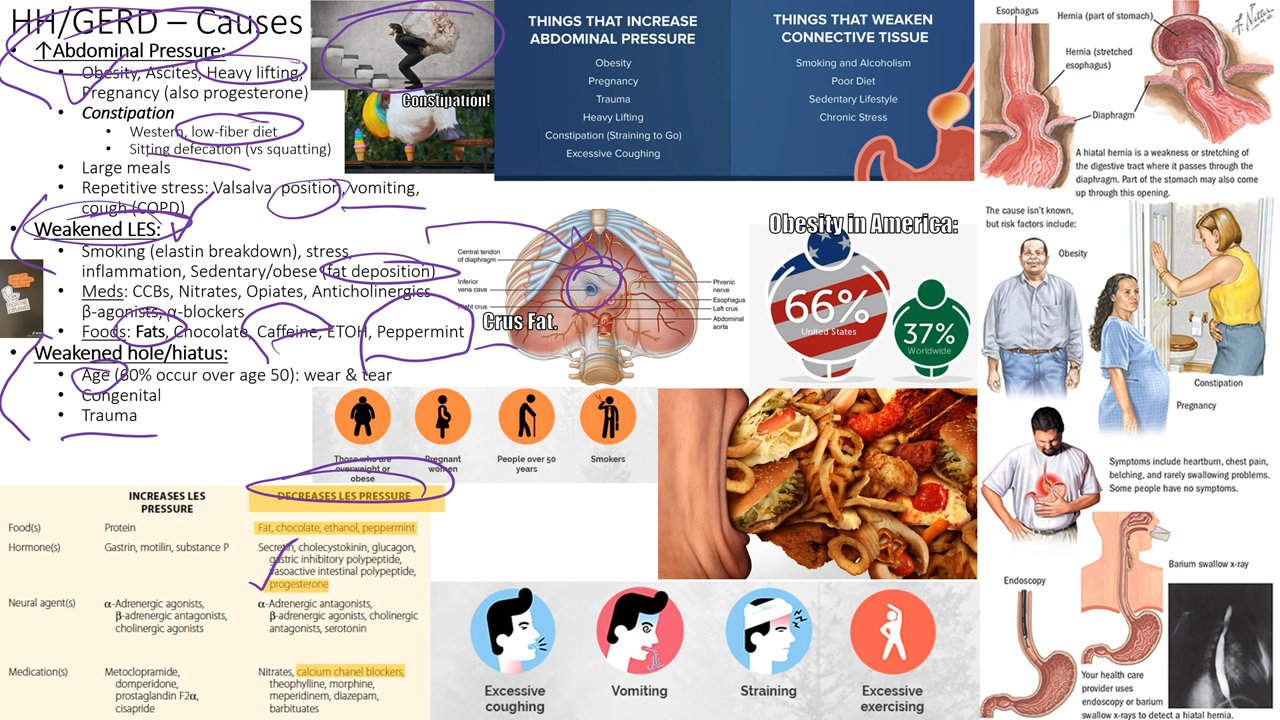 HH/GERD – Causes
• ↑Abdominal Pressure:
• Obesity, Ascites, Heavy lifting,
Pregnancy (also progesterone)
• Constipation
• Western, low-fiber diet
• Sitting defecation (vs squatting)
• Large meals
• Repetitive stress: Valsalva position, vomiting,
cough (COPD)
• Weakened LES:
• Smoking (elastin breakdown), stress,
inflammation, Sedentary/obese (fat deposition)
• Meds: CCBs, Nitrates, Opiates, Anticholinergics
β-agonists, α-blockers
• Foods: Fats, Chocolate, Caffeine, ETOH, Peppermint
• Weakened hole/hiatus:
• Age (60% occur over age 50): wear & tear
• Congenital
• Trauma
Constipation!
THINGS THAT INCREASE
ABDOMINAL PRESSURE
Obesity
Pregnancy
Trauma
Heavy Lifting
Constipation (Straining to Go)
Excessive Coughing
THINGS THAT WEAKEN
CONNECTIVE TISSUE
Smoking and Alcoholism
Poor Diet
Sedentary Lifestyle
Chronic Stress
Esophagus
Hernia (part of stomach)
Hernia (stretched
esophagus)
Diaphragm
A hiatal hernia is a weakness or stretching of
the digestive tract where it passes through the
diaphragm. Part of the stomach may also come
up through this opening.
The cause isn't known,
but risk factors include:
Obesity
Constipation
Pregnancy
Symptoms include heartburn, chest pain,
belching, and rarely swallowing problems.
Some people have no symptoms.
Barium swallow x-ray
Endoscopy
Your health care
provider uses
endoscopy or barium
swallow x-rays to detect a hiatal hernia.
Central tendon
of diaphragm
Inferior
vena cava
Right crus
Phrenic
nerve
Esophagus
Left crus
Abdominal
aorta
Crus Fat.
Obesity in America:
66%
United States
37%
Worldwide
Those who are
overweight or
obese
Pregnant
women
People over 50
years
Smokers
INCREASES LES
PRESSURE
DECREASES LES PRESSURE
Food(s)
Protein
Fat, chocolate, ethanol, peppermint
Hormone(s)
Gastrin, motilin, substance P
Secretin, cholecystokinin, glucagon,
gastric inhibitory polypeptide,
vasoactive intestinal polypeptide,
progesterone
Neural agent(s)
α-Adrenergic agonists,
β-adrenergic antagonists,
cholinergic agonists
α-Adrenergic antagonists,
β-adrenergic agonists, cholinergic
antagonists, serotonin
Medication(s)
Metoclopramide,
domperidone,
prostaglandin F2α,
cisapride
Nitrates, calcium chanel blockers,
theophylline, morphine,
meperidinem, diazepam,
barbituates
Excessive
coughing
Vomiting
Straining
Excessive
exercising